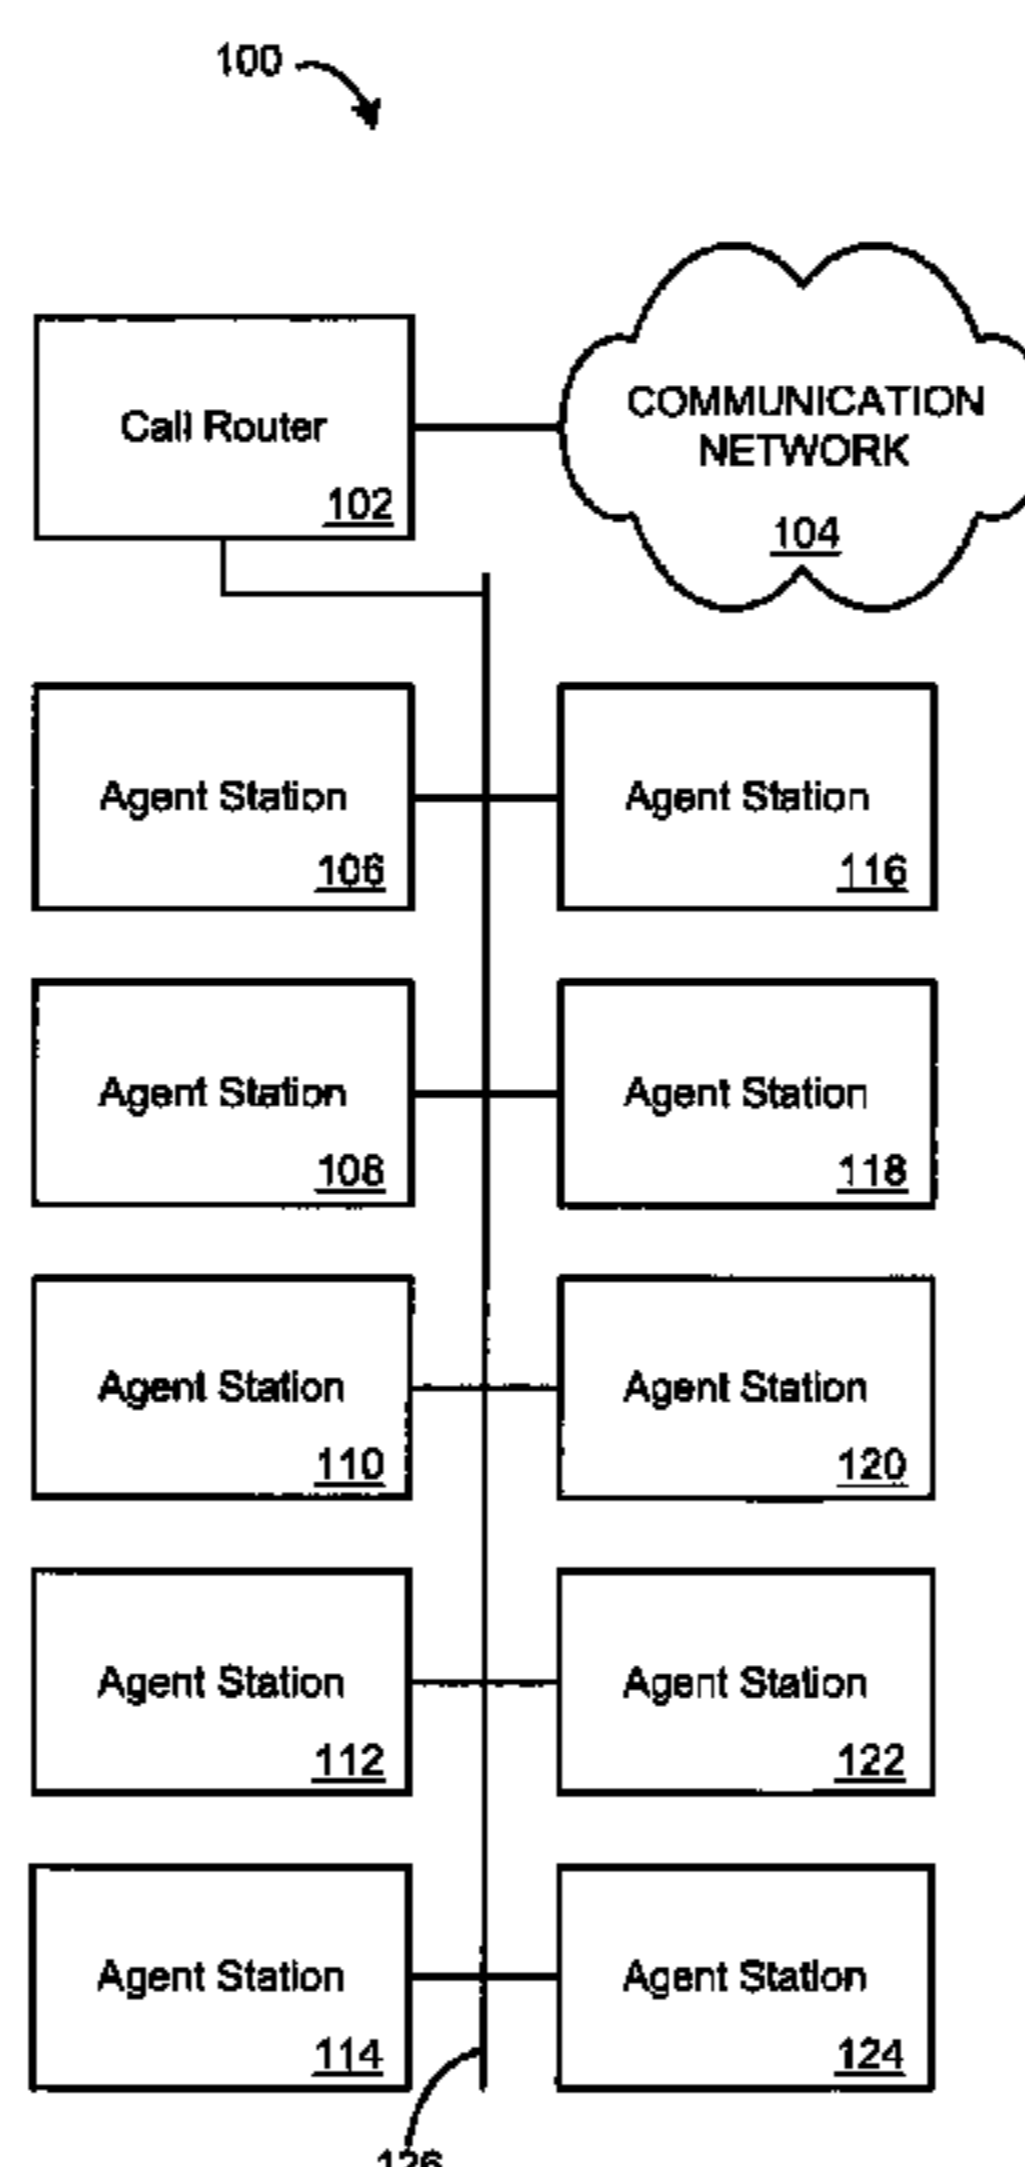 100
Call Router
102
COMMUNICATION
NETWORK
104
Agent Station
106
Agent Station
116
Agent Station
108
Agent Station
118
Agent Station
110
Agent Station
120
Agent Station
112
Agent Station
122
Agent Station
114
Agent Station
124
126